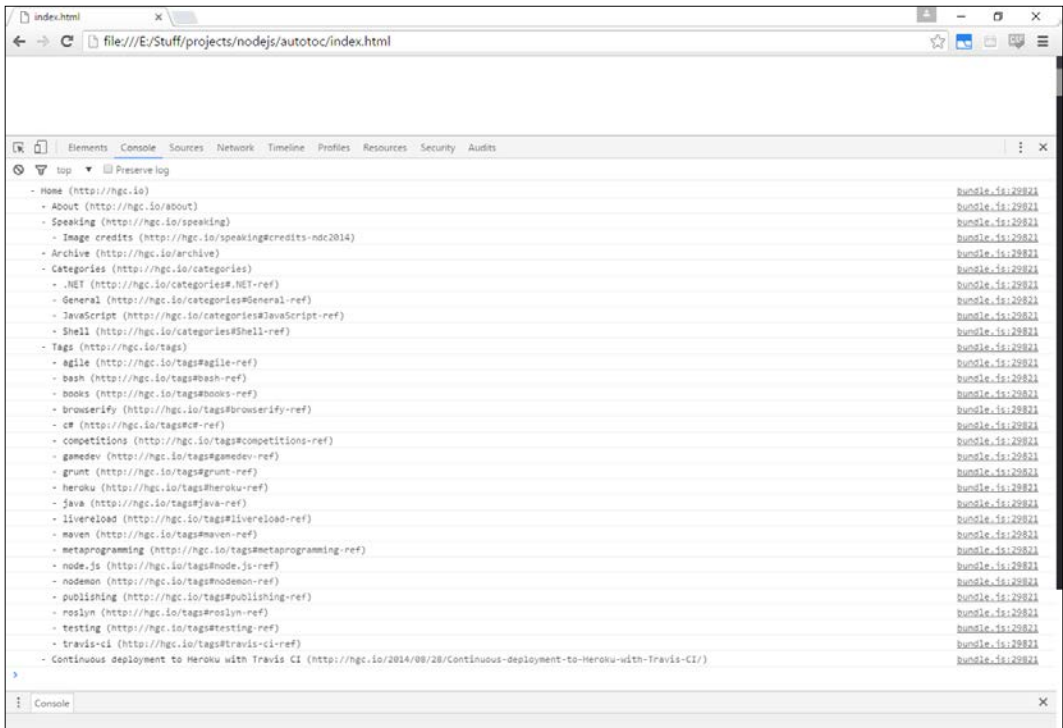 index.html
file:///E:/Stuff/projects/nodejs/autotoc/index.html
Elements Console Sources Network Timeline Profiles Resources Security Audits
top Preserve log
- Home (http://hgc.io) bundle.js:29821
- About (http://hgc.io/about) bundle.js:29821
- Speaking (http://hgc.io/speaking) bundle.js:29821
- Image credits (http://hgc.io/speaking#credits-ndc2014) bundle.js:29821
- Archive (http://hgc.io/archive) bundle.js:29821
- Categories (http://hgc.io/categories) bundle.js:29821
- .NET (http://hgc.io/categories#.NET-ref) bundle.js:29821
- General (http://hgc.io/categories#General-ref) bundle.js:29821
- JavaScript (http://hgc.io/categories#JavaScript-ref) bundle.js:29821
- Shell (http://hgc.io/categories#Shell-ref) bundle.js:29821
- Tags (http://hgc.io/tags) bundle.js:29821
- agile (http://hgc.io/tags#agile-ref) bundle.js:29821
- bash (http://hgc.io/tags#bash-ref) bundle.js:29821
- books (http://hgc.io/tags#books-ref) bundle.js:29821
- browserify (http://hgc.io/tags#browserify-ref) bundle.js:29821
- c# (http://hgc.io/tags#c#-ref) bundle.js:29821
- competitions (http://hgc.io/tags#competitions-ref) bundle.js:29821
- gamedev (http://hgc.io/tags#gamedev-ref) bundle.js:29821
- grunt (http://hgc.io/tags#grunt-ref) bundle.js:29821
- heroku (http://hgc.io/tags#heroku-ref) bundle.js:29821
- java (http://hgc.io/tags#java-ref) bundle.js:29821
- livereload (http://hgc.io/tags#livereload-ref) bundle.js:29821
- maven (http://hgc.io/tags#maven-ref) bundle.js:29821
- metaprogramming (http://hgc.io/tags#metaprogramming-ref) bundle.js:29821
- node.js (http://hgc.io/tags#node.js-ref) bundle.js:29821
- nodemon (http://hgc.io/tags#nodemon-ref) bundle.js:29821
- publishing (http://hgc.io/tags#publishing-ref) bundle.js:29821
- roslyn (http://hgc.io/tags#roslyn-ref) bundle.js:29821
- testing (http://hgc.io/tags#testing-ref) bundle.js:29821
- travis-ci (http://hgc.io/tags#travis-ci-ref) bundle.js:29821
- Continuous deployment to Heroku with Travis CI (http://hgc.io/2014/08/28/Continuous-deployment-to-Heroku-with-Travis-CI/) bundle.js:29821
Console